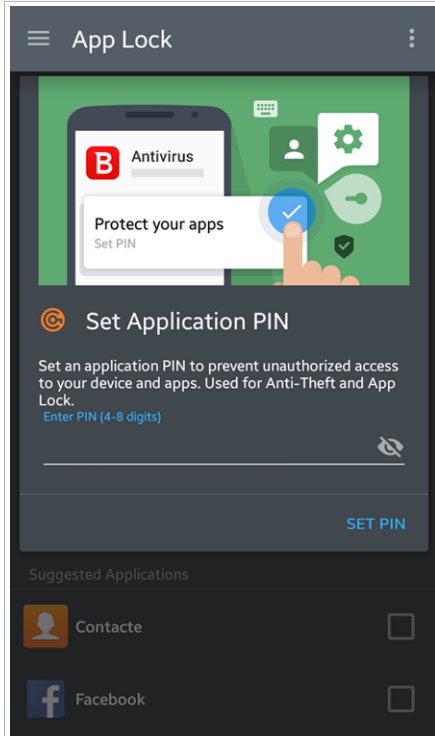 App Lock
B Antivirus
Protect your apps
Set PIN
Set Application PIN
Set an application PIN to prevent unauthorized access
to your device and apps. Used for Anti-Theft and App
Lock.
Enter PIN (4-8 digits)
SET PIN
Suggested Applications
Contacte
f Facebook